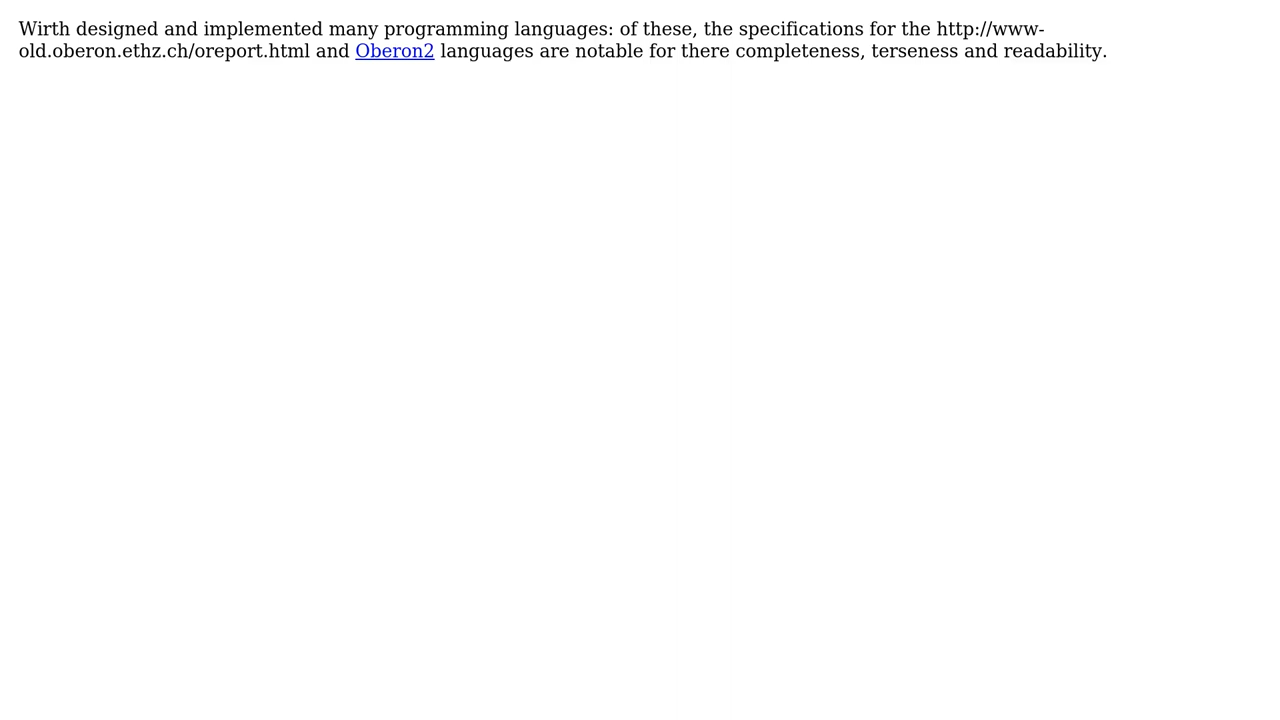 Wirth designed and implemented many programming languages: of these, the specifications for the http://www-
old.oberon.ethz.ch/oreport.html and Oberon2 languages are notable for there completeness, terseness and readability.